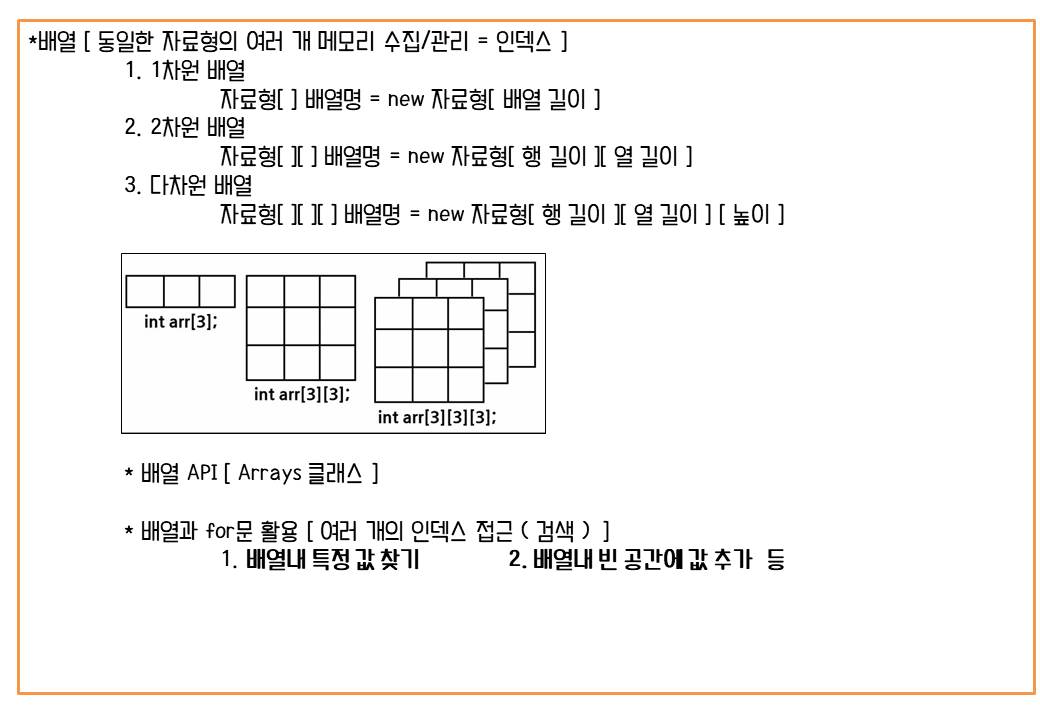 *배열 [ 동일한 자료형의 여러 개 메모리 수집/관리 = 인덱스 ]
1. 1차원 배열
자료형[ ] 배열명 = new 자료형[ 배열 길이 ]
2. 2차원 배열
자료형[ ][ ] 배열명 = new 자료형[ 행 길이 ][ 열 길이 ]
3. 다차원 배열
자료형[ ][ ][ ] 배열명 = new 자료형[ 행 길이 ][ 열 길이 ] [ 높이 ]
int arr[3];
int arr[3][3];
int arr[3][3][3];
* 배열 API [ Arrays 클래스 ]
* 배열과 for문 활용 [ 여러 개의 인덱스 접근 ( 검색 ) ]
1. 배열내 특정 값 찾기 2. 배열내 빈 공간에 값 추가 등